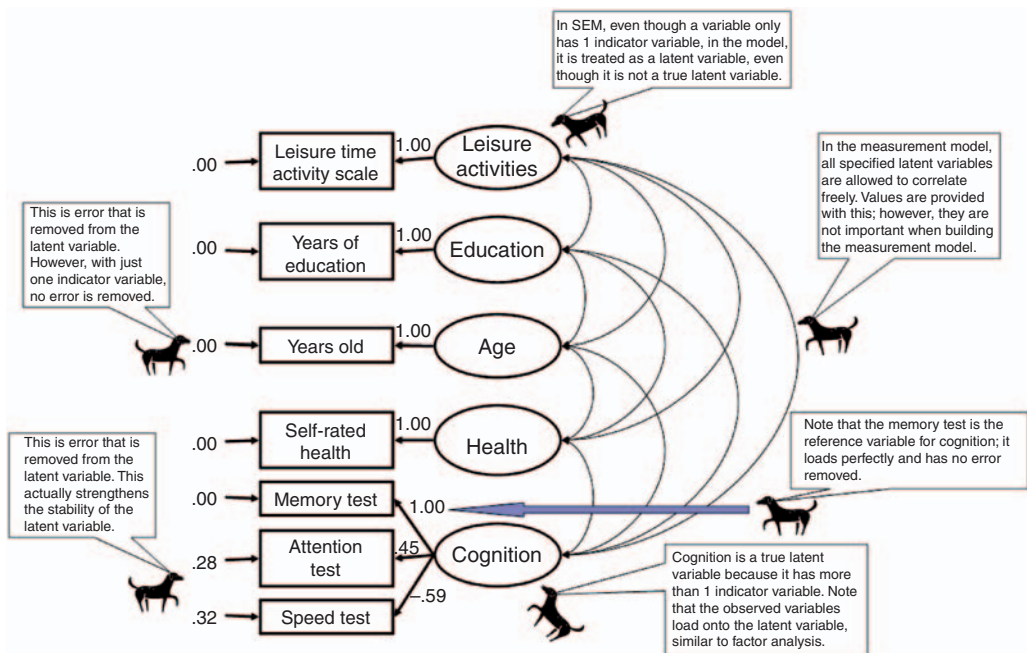 In SEM, even though a variable only
has 1 indicator variable, in the model,
it is treated as a latent variable, even
though it is not a true latent variable.
.00
Leisure time
activity scale
1.00
Leisure
activities
In the measurement model,
all specified latent variables
are allowed to correlate
freely. Values are provided
with this; however, they are
not important when building
the measurement model.
This is error that is
removed from the
latent variable.
However, with just
one indicator variable,
no error is removed.
.00
Years of
education
1.00
Education
.00
Years old
1.00
Age
.00
Self-rated
health
1.00
Health
This is error that is
removed from the
latent variable. This
actually strengthens
the stability of the
latent variable.
Note that the memory test is the
reference variable for cognition; it
loads perfectly and has no error
removed.
.00
Memory test
1.00
.28
Attention
test
.45
Cognition
.32
Speed test
–.59
Cognition is a true latent
variable because it has more
than 1 indicator variable. Note
that the observed variables
load onto the latent variable,
similar to factor analysis.